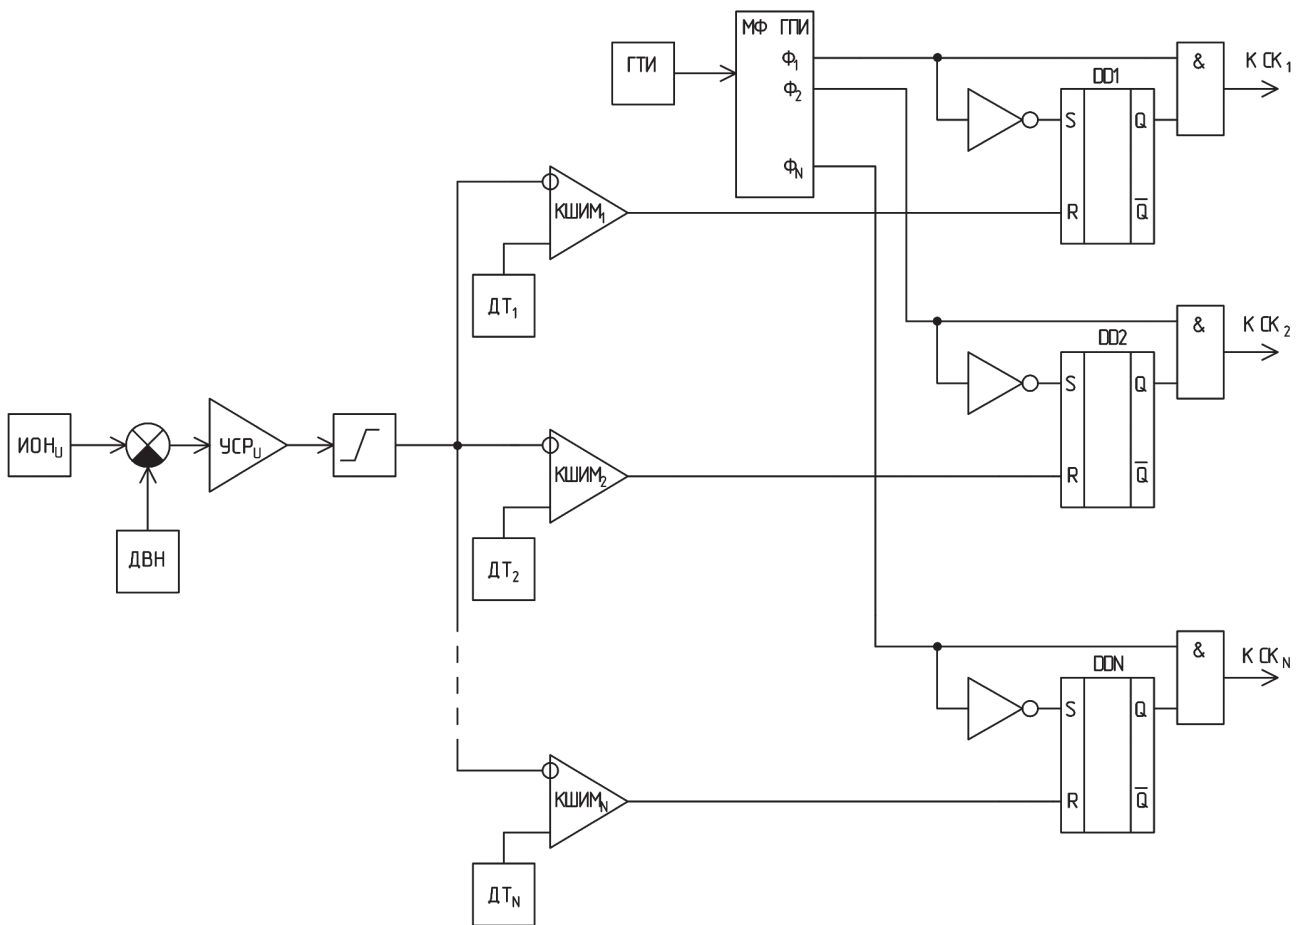 МФ ГПИ
ГТИ
Ф1
Ф2
ФN
&
К СК1
DD1
S
Q
R
Q̅
КШИМ1
ДТ1
&
К СК2
DD2
S
Q
R
Q̅
ИОНU
УСРU
КШИМ2
ДВН
ДТ2
&
К СКN
DDN
S
Q
R
Q̅
КШИМN
ДТN